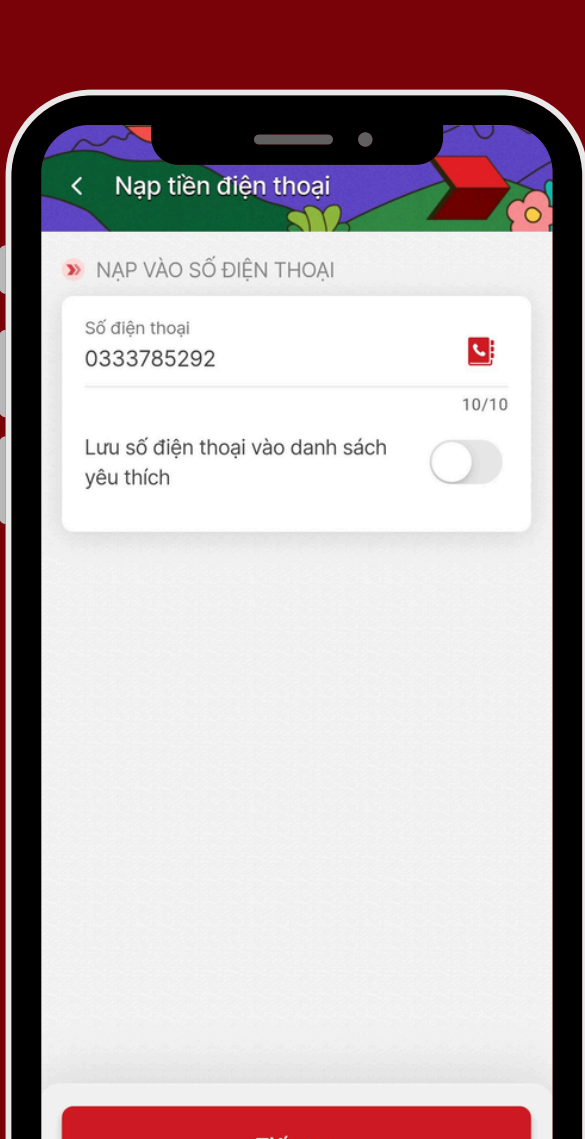 Nạp tiền điện thoại
NẠP VÀO SỐ ĐIỆN THOẠI
Số điện thoại
0333785292
10/10
Lưu số điện thoại vào danh sách
yêu thích